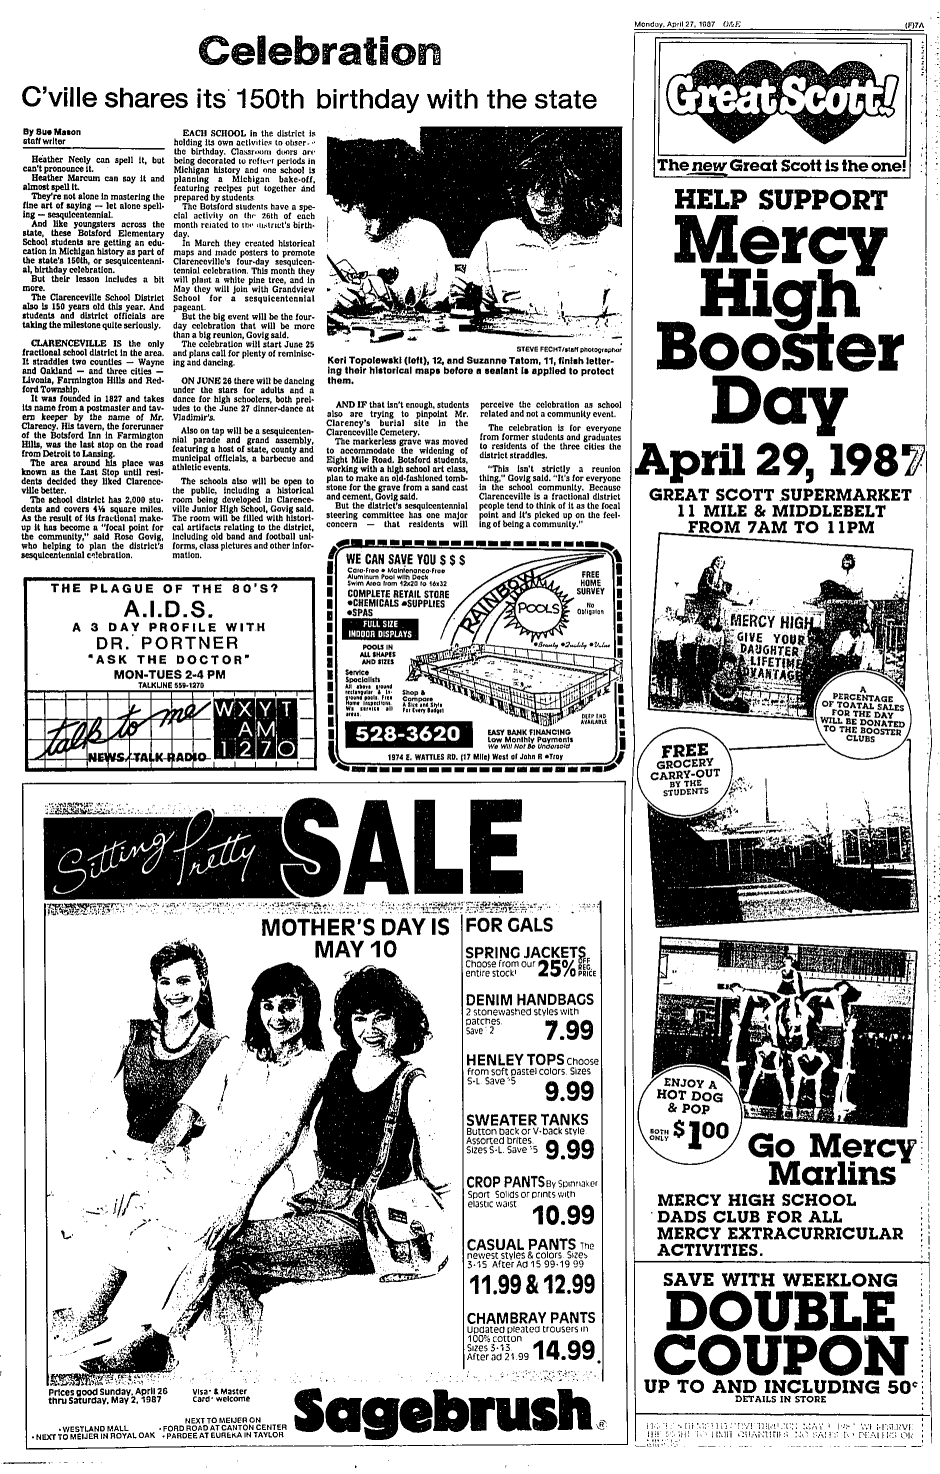 Monday, April 27, 1987 O&E
(F)7A
Celebration
C'ville shares its 150th birthday with the state
By Sue Mason
staff writer
Heather Neely can spell it, but
can't pronounce it.
Heather Marcum can say it and
almost spell it.
They're not alone in mastering the
fine art of saying — let alone spell-
ing — sesquicentennial.
And like youngsters across the
state, these Botsford Elementary
School students are getting an edu-
cation in Michigan history as part of
the state's 150th, or sesquicentenni-
al, birthday celebration.
But their lesson includes a bit
more.
The Clarenceville School District
also is 150 years old this year. And
students and district officials are
taking the milestone quite seriously.
CLARENCEVILLE IS the only
fractional school district in the area.
It straddles two counties — Wayne
and Oakland — and three cities —
Livonia, Farmington Hills and Red-
ford Township.
It was founded in 1827 and takes
its name from a postmaster and tav-
ern keeper by the name of Mr.
Clarency. His tavern, the forerunner
of the Botsford Inn in Farmington
Hills, was the last stop on the road
from Detroit to Lansing.
The area around his place was
known as the Last Stop until resi-
dents decided they liked Clarence-
ville better.
The school district has 2,000 stu-
dents and covers 4½ square miles.
As the result of its fractional make-
up it has become a "focal point for
the community," said Rose Govig,
who helping to plan the district's
sesquicentennial celebration.
EACH SCHOOL in the district is
holding its own activities to observe
the birthday. Classroom doors are
being decorated to reflect periods in
Michigan history and one school is
planning a Michigan bake-off,
featuring recipes put together and
prepared by students
The Botsford students have a spe-
cial activity on the 26th of each
month related to the district's birth-
day.
In March they created historical
maps and made posters to promote
Clarenceville's four-day sesquicen-
tennial celebration. This month they
will plant a white pine tree, and in
May they will join with Grandview
School for a sesquicentennial
pageant.
But the big event will be the four-
day celebration that will be more
than a big reunion, Govig said.
The celebration will start June 25
and plans call for plenty of reminisc-
ing and dancing.
ON JUNE 26 there will be dancing
under the stars for adults and a
dance for high schoolers, both prel-
udes to the June 27 dinner-dance at
Vladimir's.
Also on tap will be a sesquicenten-
nial parade and grand assembly,
featuring a host of state, county and
municipal officials, a barbecue and
athletic events.
The schools also will be open to
the public, including a historical
room being developed in Clarence-
ville Junior High School, Govig said.
The room will be filled with histori-
cal artifacts relating to the district,
including old band and football uni-
forms, class pictures and other infor-
mation.
STEVE FECHT/staff photographer
Keri Topolewski (left), 12, and Suzanne Tatom, 11, finish letter-
ing their historical maps before a sealant is applied to protect
them.
AND IF that isn't enough, students
also are trying to pinpoint Mr.
Clarency's burial site in the
Clarenceville Cemetery.
The markerless grave was moved
to accommodate the widening of
Eight Mile Road. Botsford students,
working with a high school art class,
plan to make an old-fashioned tomb-
stone for the grave from a sand cast
and cement, Govig said.
But the district's sesquicentennial
steering committee has one major
concern — that residents will
perceive the celebration as school
related and not a community event.
The celebration is for everyone
from former students and graduates
to residents of the three cities the
district straddles.
"This isn't strictly a reunion
thing," Govig said. "It's for everyone
in the school community. Because
Clarenceville is a fractional district
people tend to think of it as the focal
point and it's picked up on the feel-
ing of being a community."
THE PLAGUE OF THE 80'S?
A.I.D.S.
A 3 DAY PROFILE WITH
DR. PORTNER
"ASK THE DOCTOR"
MON-TUES 2-4 PM
TALKLINE 559-1270
talk to me
NEWS/TALK RADIO
WXYT
AM
1270
WE CAN SAVE YOU $ $ $
Care-Free • Maintenance-Free
Aluminum Pool with Deck
Swim Area from 12x20 to 16x32
COMPLETE RETAIL STORE
•CHEMICALS •SUPPLIES
•SPAS
FULL SIZE
INDOOR DISPLAYS
POOLS IN
ALL SHAPES
AND SIZES
Service
Specialists
All above ground
rectangular & in-
ground pools. Free
Home Inspections.
We service all
areas.
Shop &
Compare
A Size and Style
For Every Budget
RAINBOW
POOLS
• Beauty • Quality • Value
FREE
HOME
SURVEY
No
Obligation
DEEP END
AVAILABLE
528-3620
EASY BANK FINANCING
Low Monthly Payments
We Will Not Be Undersold
1974 E. WATTLES RD. (17 Mile) West of John R •Troy
Sitting Pretty SALE
MOTHER'S DAY IS
MAY 10
FOR GALS
SPRING JACKETS
Choose from our
entire stock! 25% OFF REG. PRICE
DENIM HANDBAGS
2 stonewashed styles with
patches.
Save $2 7.99
HENLEY TOPS Choose
from soft pastel colors. Sizes
S-L. Save $5
9.99
SWEATER TANKS
Button back or V-back style
Assorted brites.
Sizes S-L. Save $5 9.99
CROP PANTS By Spinnaker
Sport Solids or prints with
elastic waist
10.99
CASUAL PANTS The
newest styles & colors. Sizes
3-15 After Ad 15.99-19.99
11.99 & 12.99
CHAMBRAY PANTS
Updated pleated trousers in
100% cotton
Sizes 3-13
After ad 21.99 14.99
Prices good Sunday, April 26
thru Saturday, May 2, 1987
Visa & Master
Card welcome
• WESTLAND MALL
• NEXT TO MEIJER IN ROYAL OAK
NEXT TO MEIJER ON
• FORD ROAD AT CANTON CENTER
• PARDEE AT EUREKA IN TAYLOR
Sagebrush®
Great Scott!
The new Great Scott is the one!
HELP SUPPORT
Mercy
High
Booster
Day
April 29, 1987
GREAT SCOTT SUPERMARKET
11 MILE & MIDDLEBELT
FROM 7AM TO 11PM
MERCY HIGH
GIVE YOUR
DAUGHTER
LIFETIME
ADVANTAGE
A
PERCENTAGE
OF TOATAL SALES
FOR THE DAY
WILL BE DONATED
TO THE BOOSTER
CLUBS
FREE
GROCERY
CARRY-OUT
BY THE
STUDENTS
ENJOY A
HOT DOG
& POP
BOTH ONLY $1.00
Go Mercy
Marlins
MERCY HIGH SCHOOL
DADS CLUB FOR ALL
MERCY EXTRACURRICULAR
ACTIVITIES.
SAVE WITH WEEKLONG
DOUBLE
COUPON
UP TO AND INCLUDING 50¢
DETAILS IN STORE